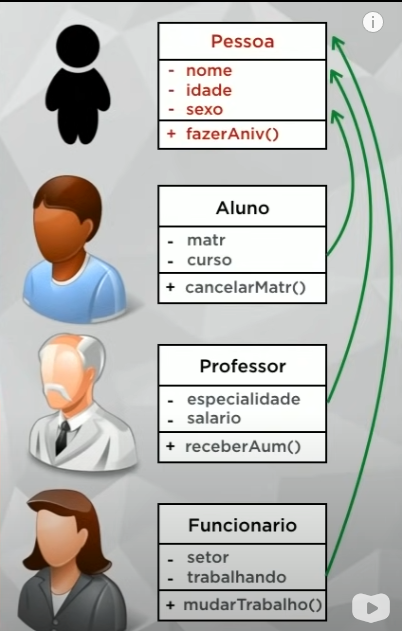 Pessoa
- nome
- idade
- sexo
+ fazerAniv()
Aluno
- matr
- curso
+ cancelarMatr()
Professor
- especialidade
- salario
+ receberAum()
Funcionario
- setor
- trabalhando
+ mudarTrabalho()